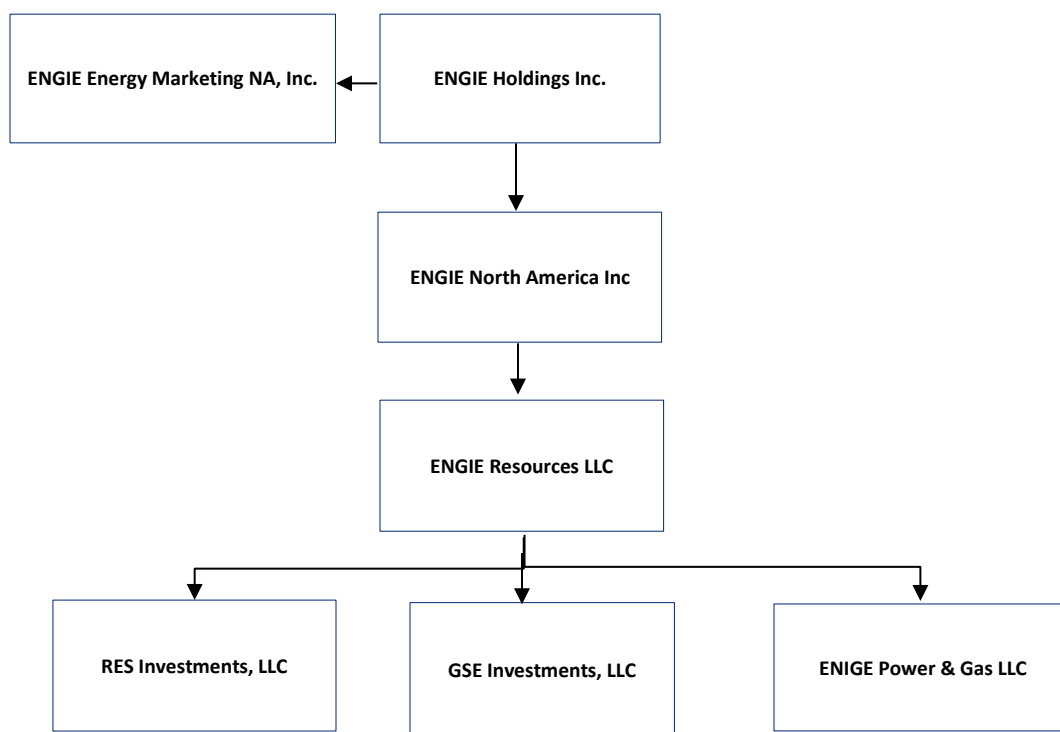 ENGIE Energy Marketing NA, Inc.
ENGIE Holdings Inc.
ENGIE North America Inc
ENGIE Resources LLC
RES Investments, LLC
GSE Investments, LLC
ENIGE Power & Gas LLC